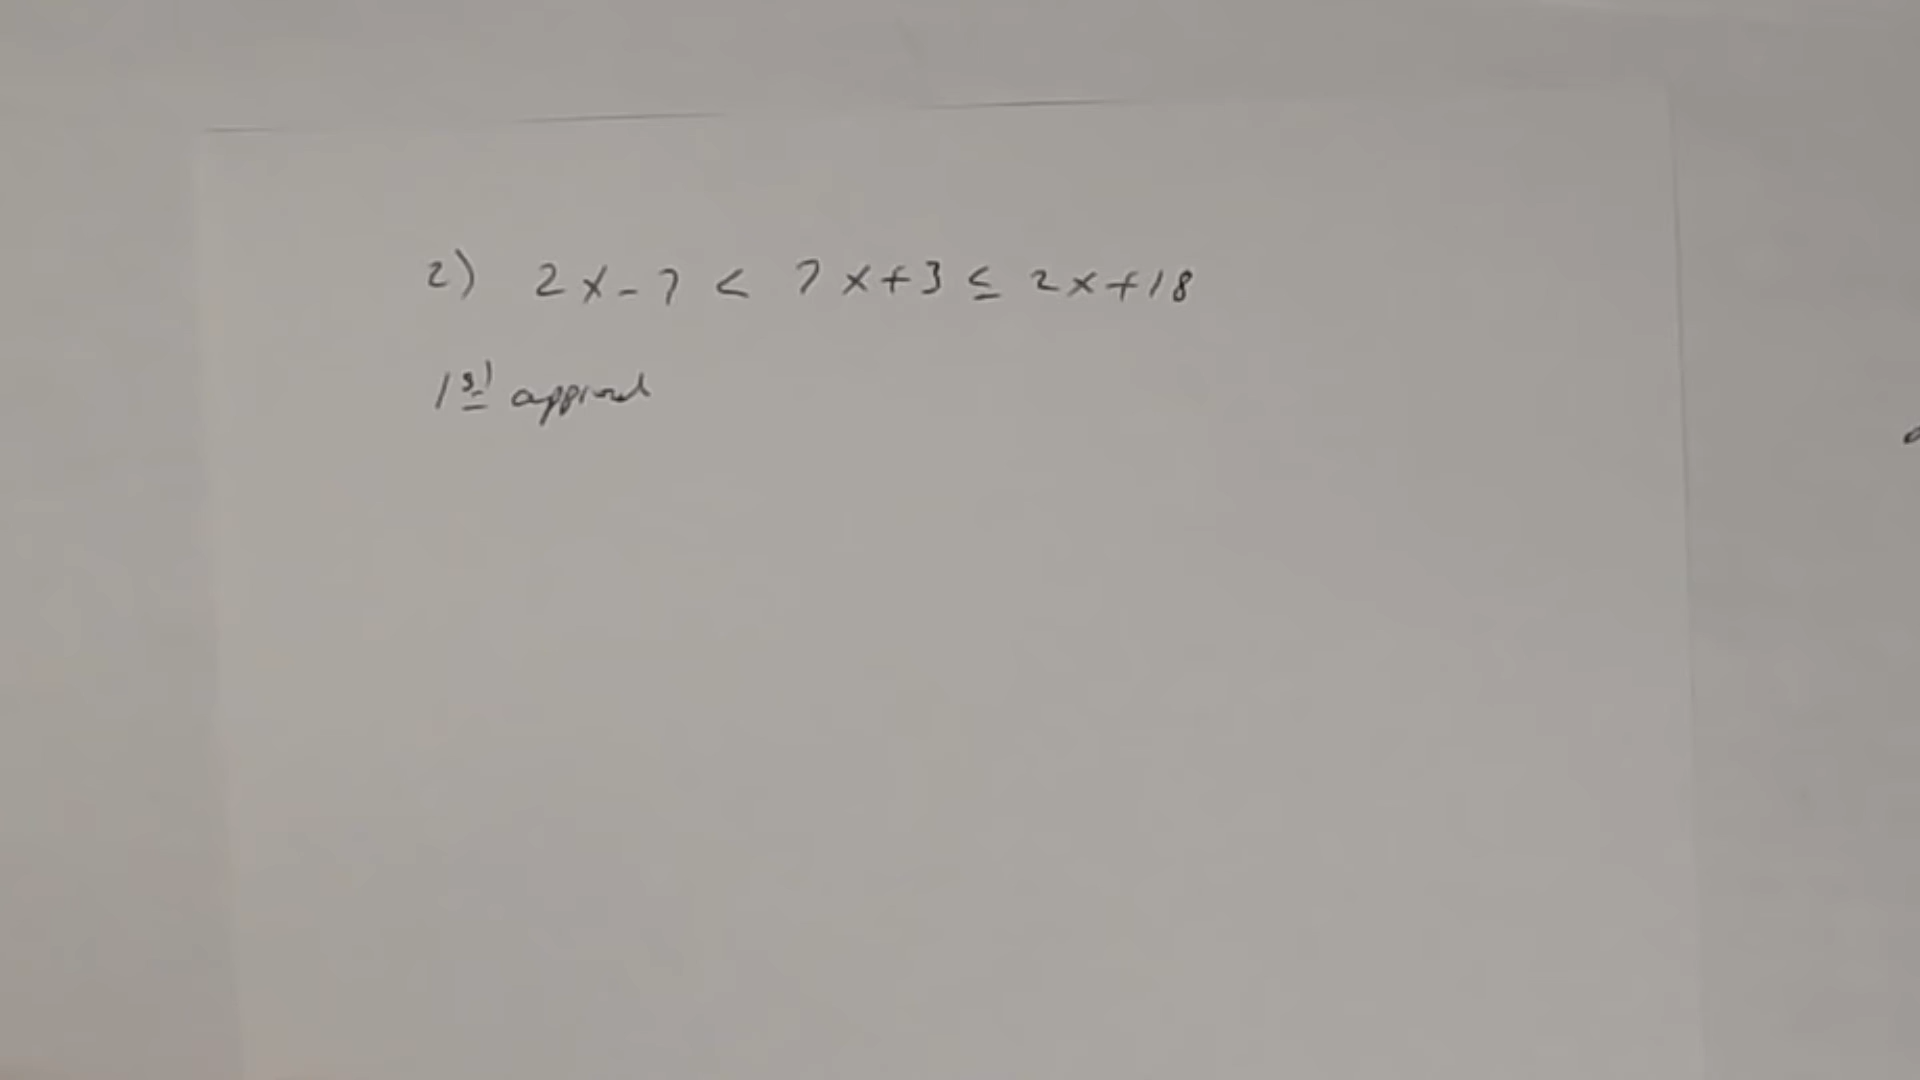 2) 2x-7 < 7x+3 ≤ 2x+18
1st approach